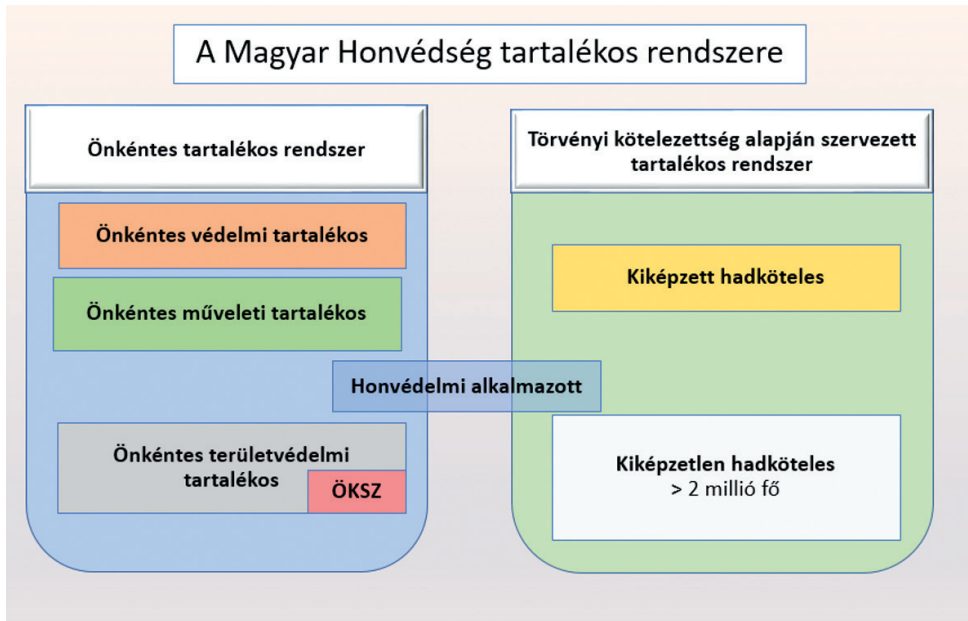 A Magyar Honvédség tartalékos rendszere
Önkéntes tartalékos rendszer
Önkéntes védelmi tartalékos
Önkéntes műveleti tartalékos
Honvédelmi alkalmazott
Önkéntes területvédelmi
tartalékos
ÖKSZ
Törvényi kötelezettség alapján szervezett
tartalékos rendszer
Kiképzett hadköteles
Kiképzetlen hadköteles
> 2 millió fő